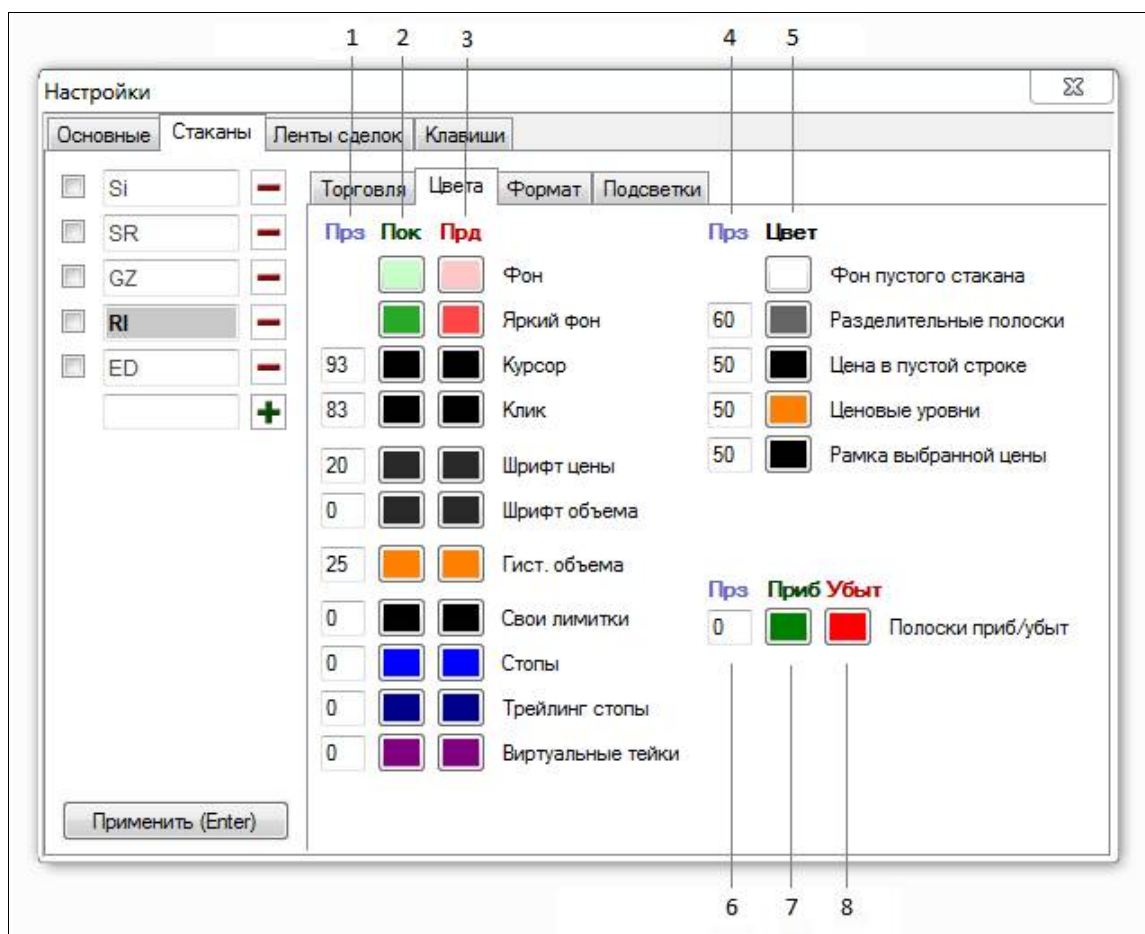 1 2 3 4 5
Настройки
Основные Стаканы Ленты сделок Клавиши
Si
SR
GZ
RI
ED
Применить (Enter)
Торговля Цвета Формат Подсветки
Прз Пок Прд
Фон
Яркий фон
93 Курсор
83 Клик
20 Шрифт цены
0 Шрифт объема
25 Гист. объема
0 Свои лимитки
0 Стопы
0 Трейлинг стопы
0 Виртуальные тейки
Прз Цвет
Фон пустого стакана
60 Разделительные полоски
50 Цена в пустой строке
50 Ценовые уровни
50 Рамка выбранной цены
Прз Приб Убыт
0 Полоски приб/убыт
6 7 8